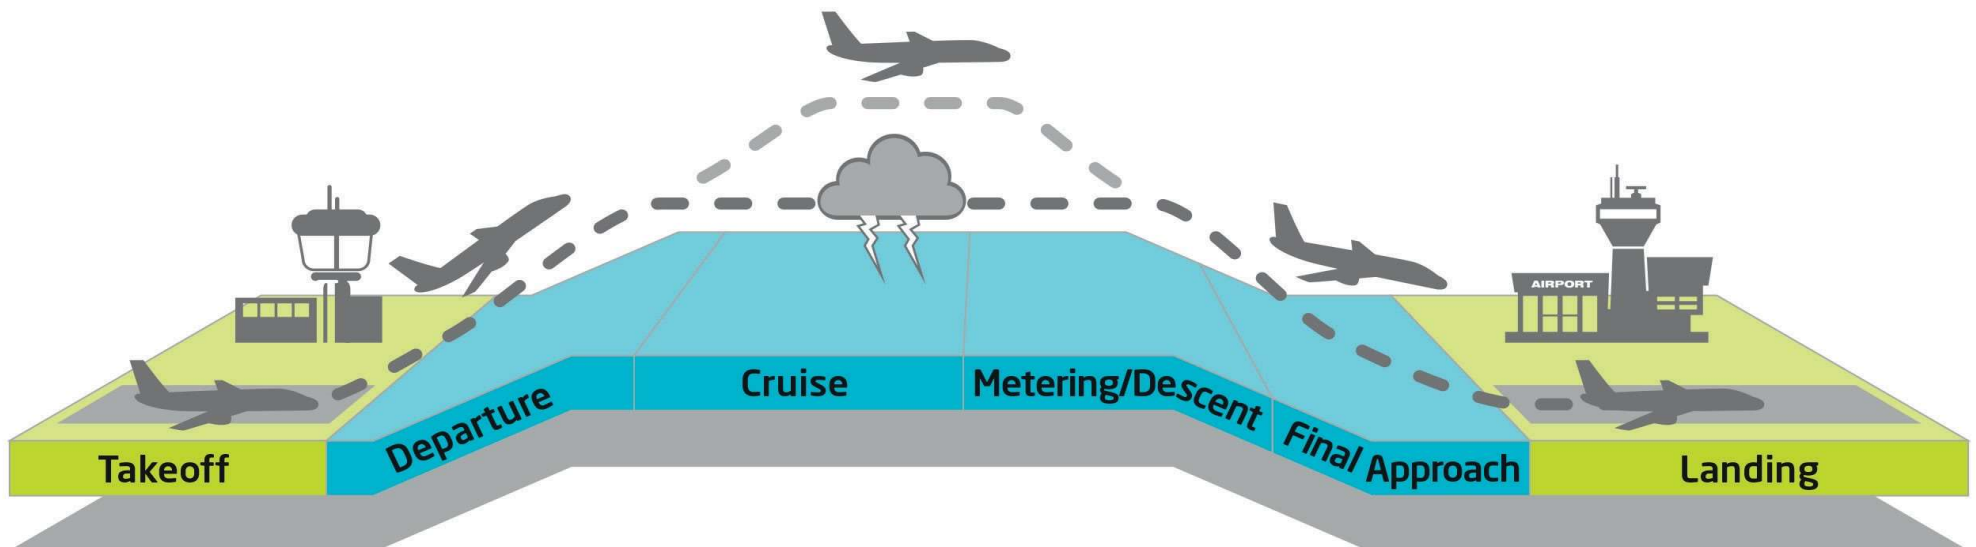 AIRPORT
Takeoff
Departure
Cruise
Metering/Descent
Final Approach
Landing